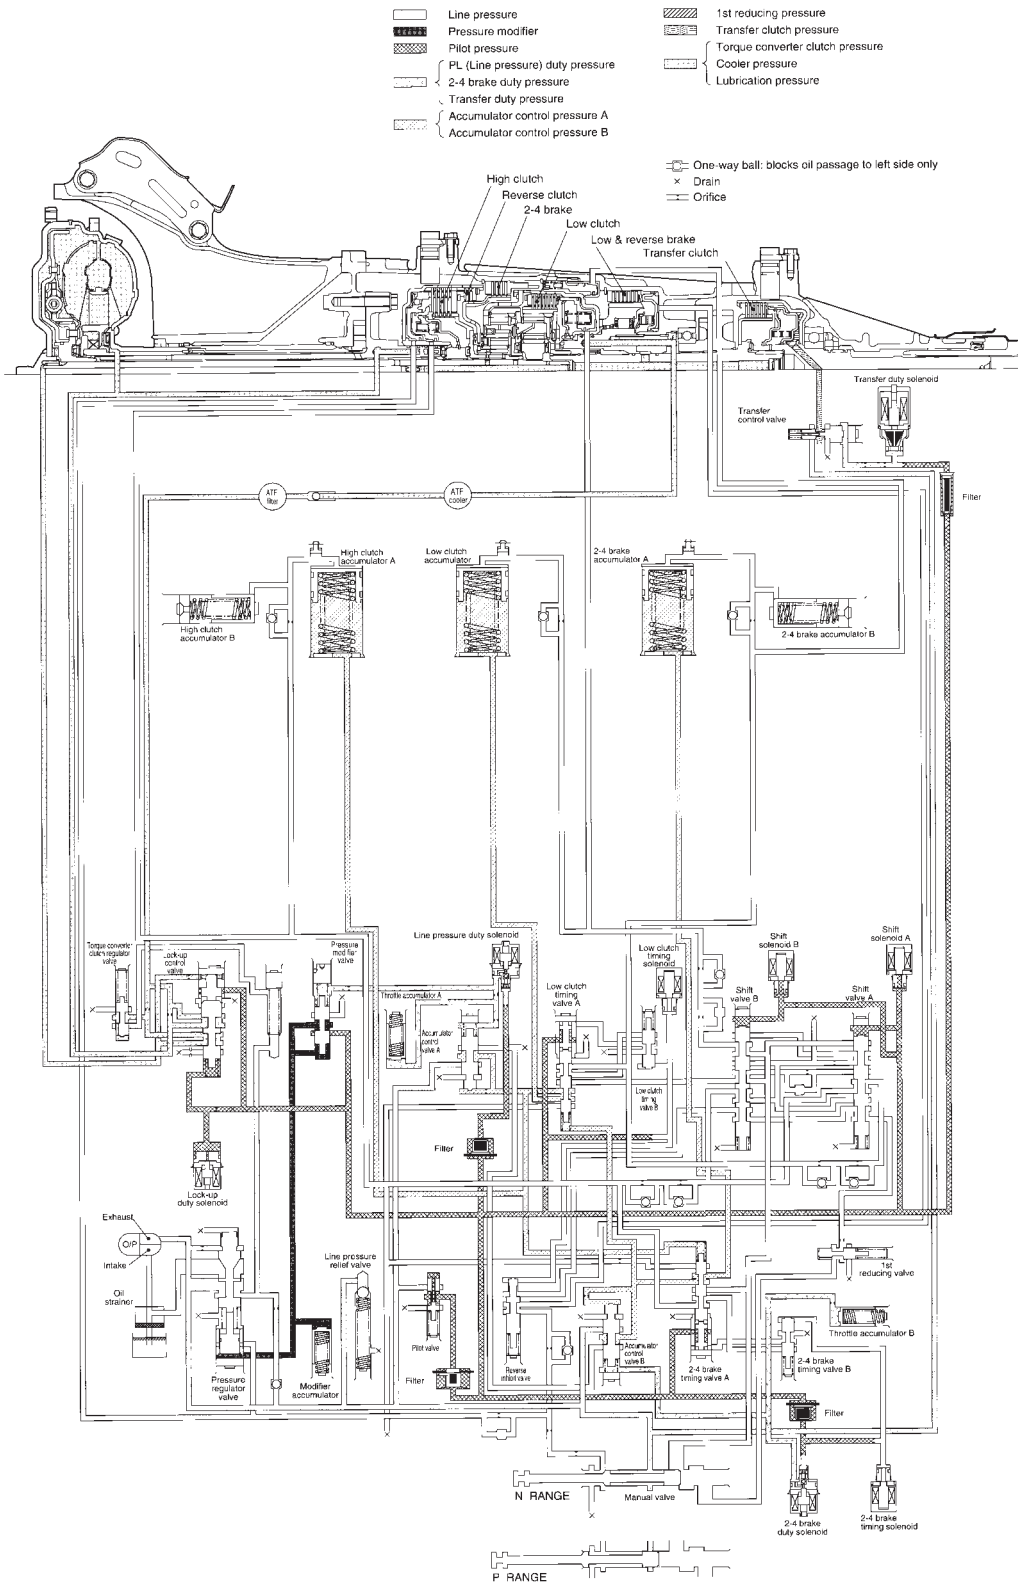 Line pressure
Pressure modifier
Pilot pressure
PL (Line pressure) duty pressure
2-4 brake duty pressure
Transfer duty pressure
Accumulator control pressure A
Accumulator control pressure B
1st reducing pressure
Transfer clutch pressure
Torque converter clutch pressure
Cooler pressure
Lubrication pressure
One-way ball: blocks oil passage to left side only
Drain
Orifice
High clutch
Reverse clutch
2-4 brake
Low clutch
Low & reverse brake
Transfer clutch
Transfer duty solenoid
Transfer
control valve
Filter
ATF
filter
ATF
cooler
High clutch
accumulator A
Low clutch
accumulator
2-4 brake
accumulator A
High clutch
accumulator B
2-4 brake accumulator B
Torque converter
clutch regulator
valve
Lock-up
control
valve
Pressure
modifier
valve
Line pressure duty solenoid
Throttle accumulator A
Accumulator
control
valve A
Low clutch
timing
valve A
Low clutch
timing
solenoid
Low clutch
timing
valve B
Shift
solenoid B
Shift
solenoid A
Shift
valve B
Shift
valve A
Filter
Lock-up
duty solenoid
Exhaust
O/P
Intake
Oil
strainer
Line pressure
relief valve
Pressure
regulator
valve
Modifier
accumulator
Pilot valve
Filter
Reverse
inhibit valve
Accumulator
control
valve B
2-4 brake
timing valve A
2-4 brake
timing valve B
1st
reducing valve
Throttle accumulator B
Filter
N RANGE
Manual valve
2-4 brake
duty solenoid
2-4 brake
timing solenoid
P RANGE